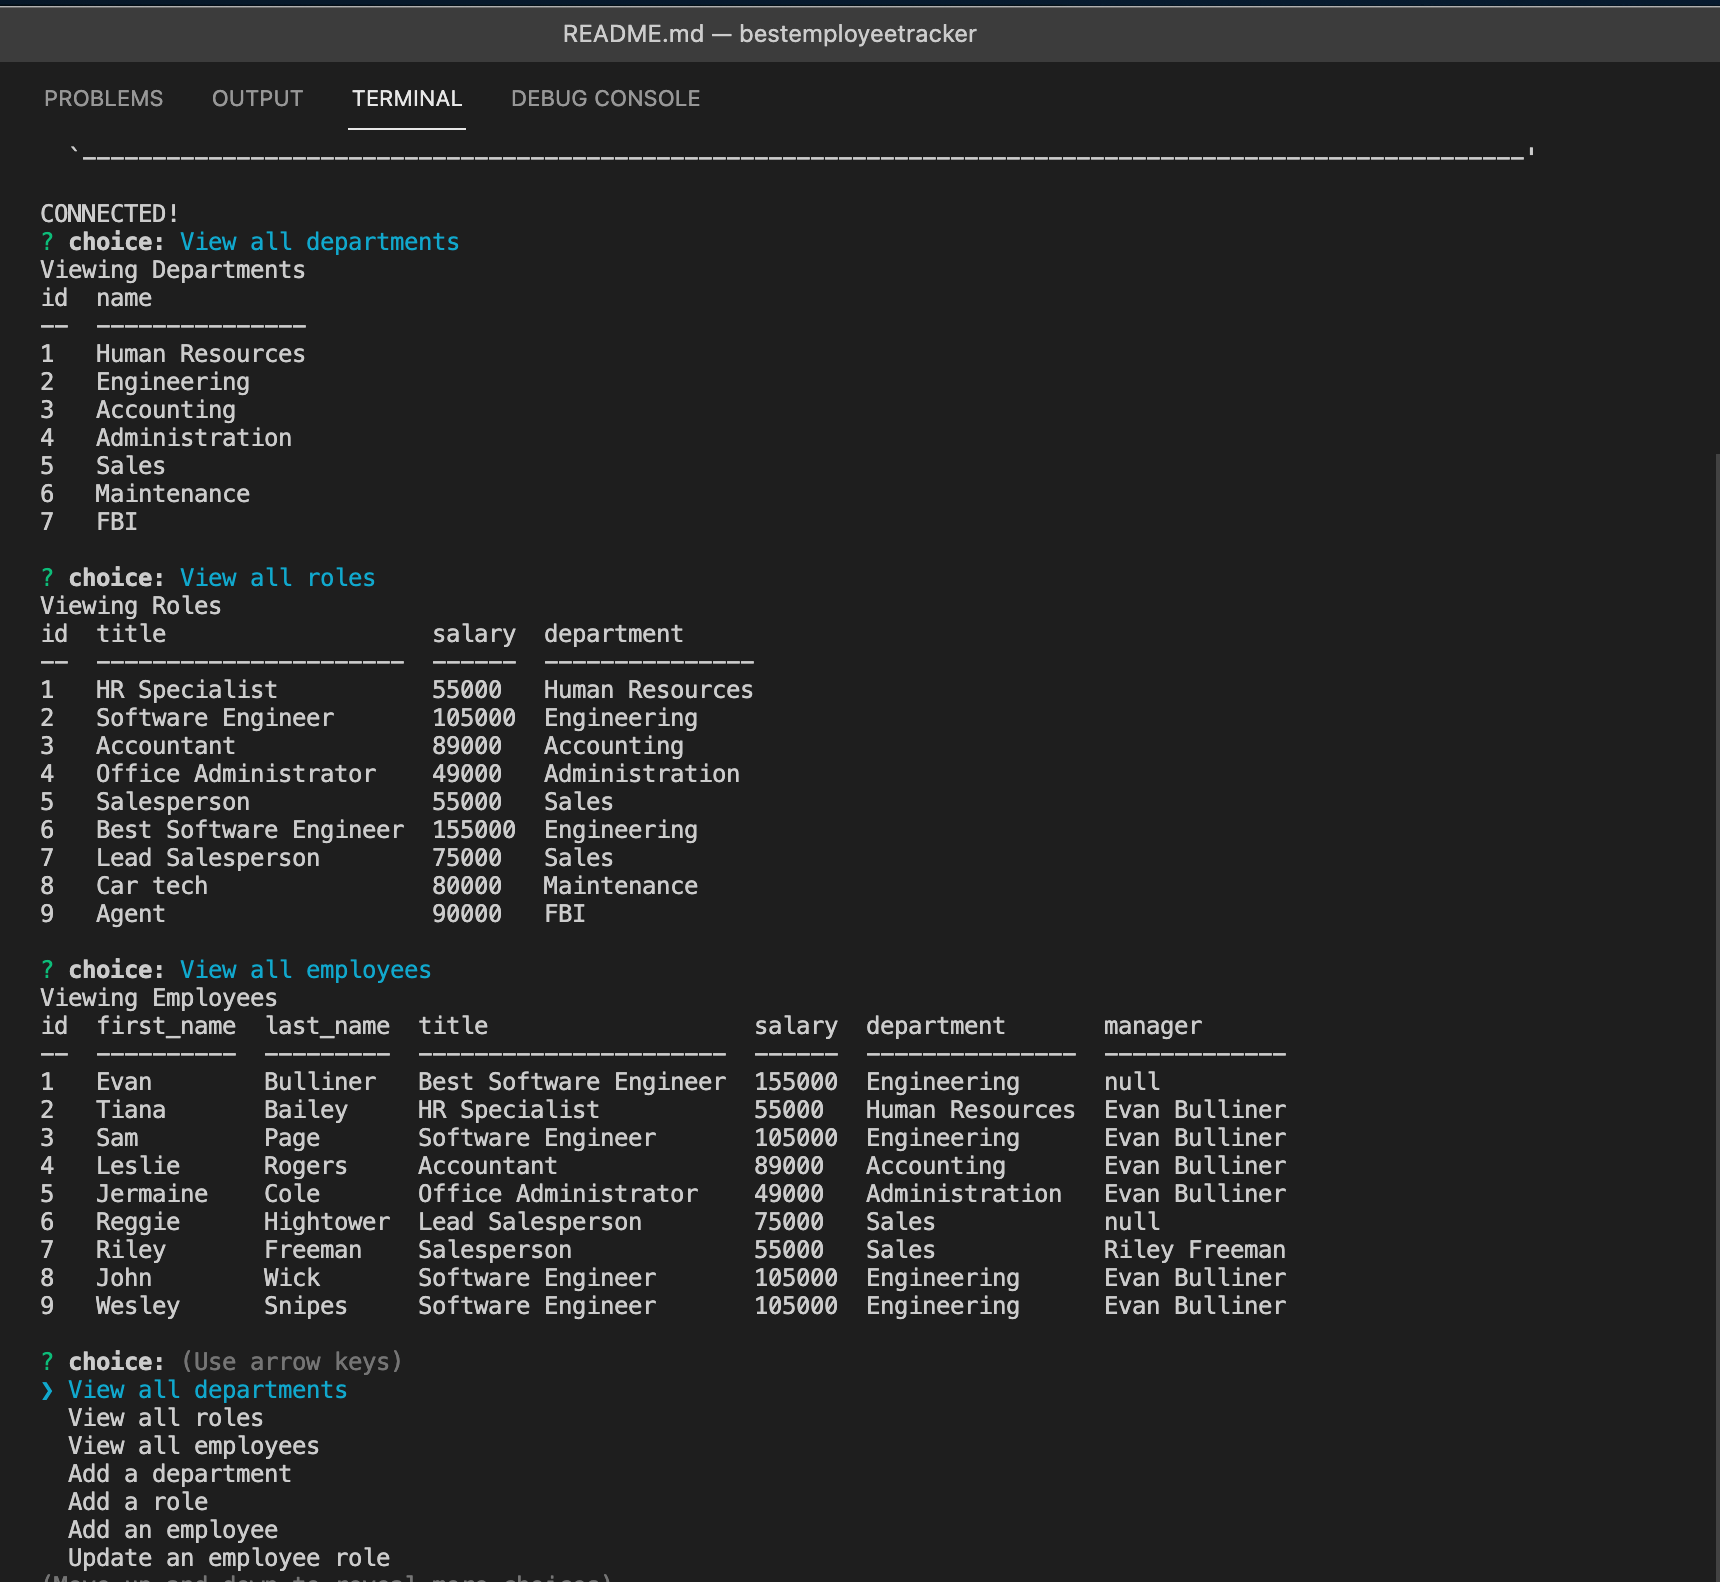 README.md — bestemployeetracker
PROBLEMS OUTPUT TERMINAL DEBUG CONSOLE
`_______________________________________________________________________________________________________'
CONNECTED!
? choice: View all departments
Viewing Departments
id  name
--  ---------------
1   Human Resources
2   Engineering
3   Accounting
4   Administration
5   Sales
6   Maintenance
7   FBI
? choice: View all roles
Viewing Roles
id  title                   salary  department
--  ----------------------  ------  ---------------
1   HR Specialist           55000   Human Resources
2   Software Engineer       105000  Engineering
3   Accountant              89000   Accounting
4   Office Administrator    49000   Administration
5   Salesperson             55000   Sales
6   Best Software Engineer  155000  Engineering
7   Lead Salesperson        75000   Sales
8   Car tech                80000   Maintenance
9   Agent                   90000   FBI
? choice: View all employees
Viewing Employees
id  first_name  last_name  title                   salary  department       manager
--  ----------  ---------  ----------------------  ------  ---------------  -------------
1   Evan        Bulliner   Best Software Engineer  155000  Engineering      null
2   Tiana       Bailey     HR Specialist           55000   Human Resources  Evan Bulliner
3   Sam         Page       Software Engineer       105000  Engineering      Evan Bulliner
4   Leslie      Rogers     Accountant              89000   Accounting       Evan Bulliner
5   Jermaine    Cole       Office Administrator    49000   Administration   Evan Bulliner
6   Reggie      Hightower  Lead Salesperson        75000   Sales            null
7   Riley       Freeman    Salesperson             55000   Sales            Riley Freeman
8   John        Wick       Software Engineer       105000  Engineering      Evan Bulliner
9   Wesley      Snipes     Software Engineer       105000  Engineering      Evan Bulliner
? choice: (Use arrow keys)
❯ View all departments
View all roles
View all employees
Add a department
Add a role
Add an employee
Update an employee role
(Move up and down to reveal more choices)